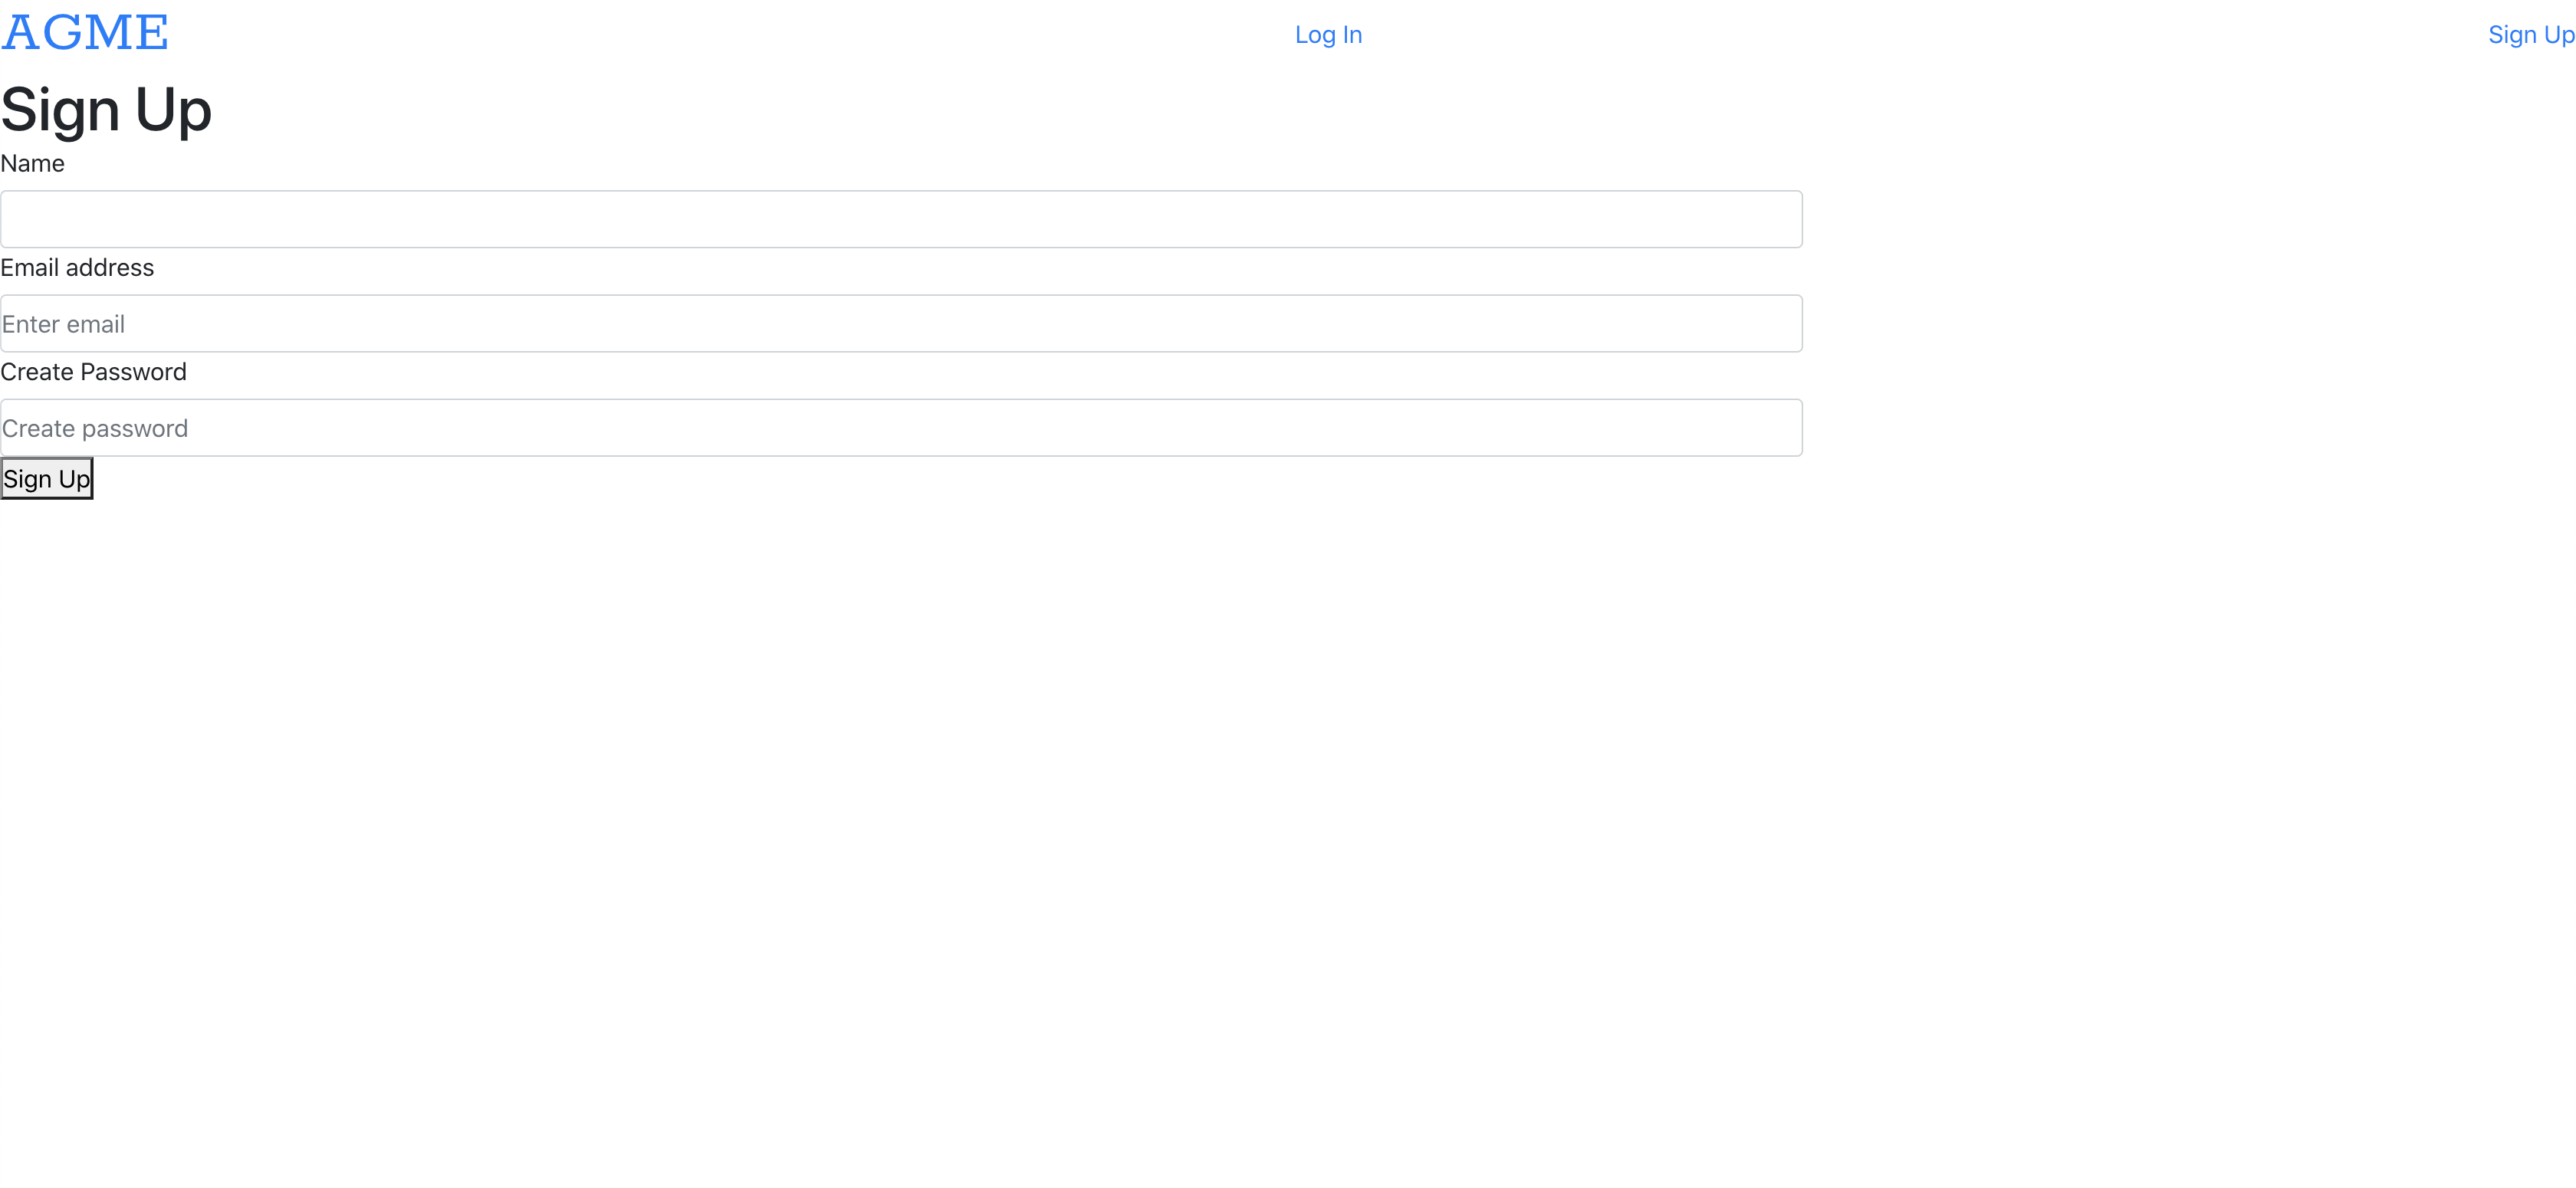 AGME Log In Sign Up
Sign Up
Name
Email address
Enter email
Create Password
Create password
Sign Up